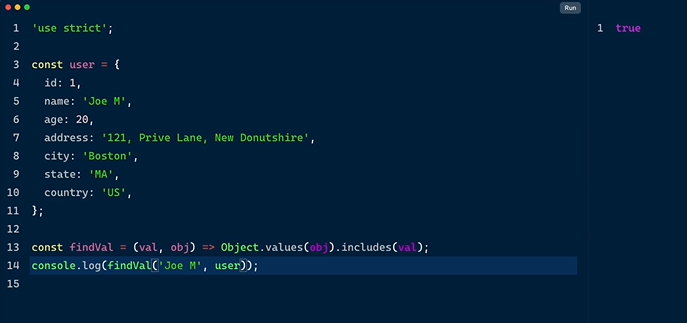 Run
1 'use strict';
2
3 const user = {
4   id: 1,
5   name: 'Joe M',
6   age: 20,
7   address: '121, Prive Lane, New Donutshire',
8   city: 'Boston',
9   state: 'MA',
10   country: 'US',
11 };
12
13 const findVal = (val, obj) => Object.values(obj).includes(val);
14 console.log(findVal('Joe M', user));
15
1 true